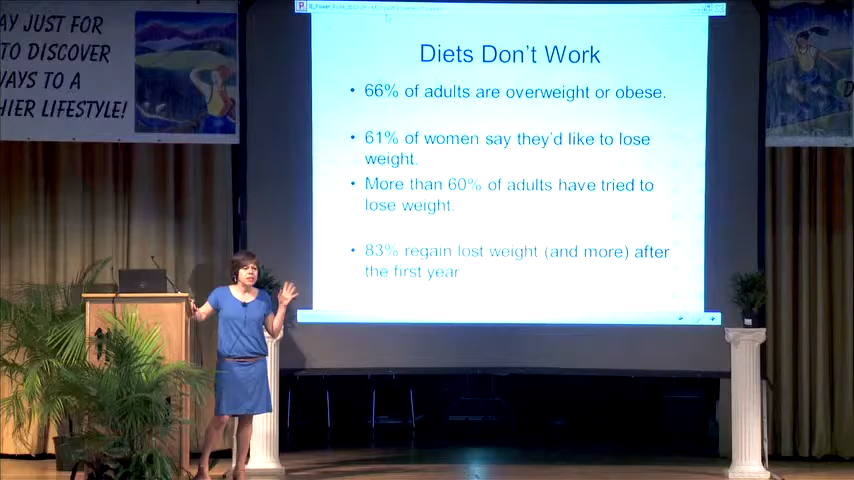 AY JUST FOR
TO DISCOVER
WAYS TO A
HIER LIFESTYLE!
Diets Don't Work
• 66% of adults are overweight or obese.
• 61% of women say they'd like to lose
weight.
• More than 60% of adults have tried to
lose weight.
• 83% regain lost weight (and more) after
the first year
D